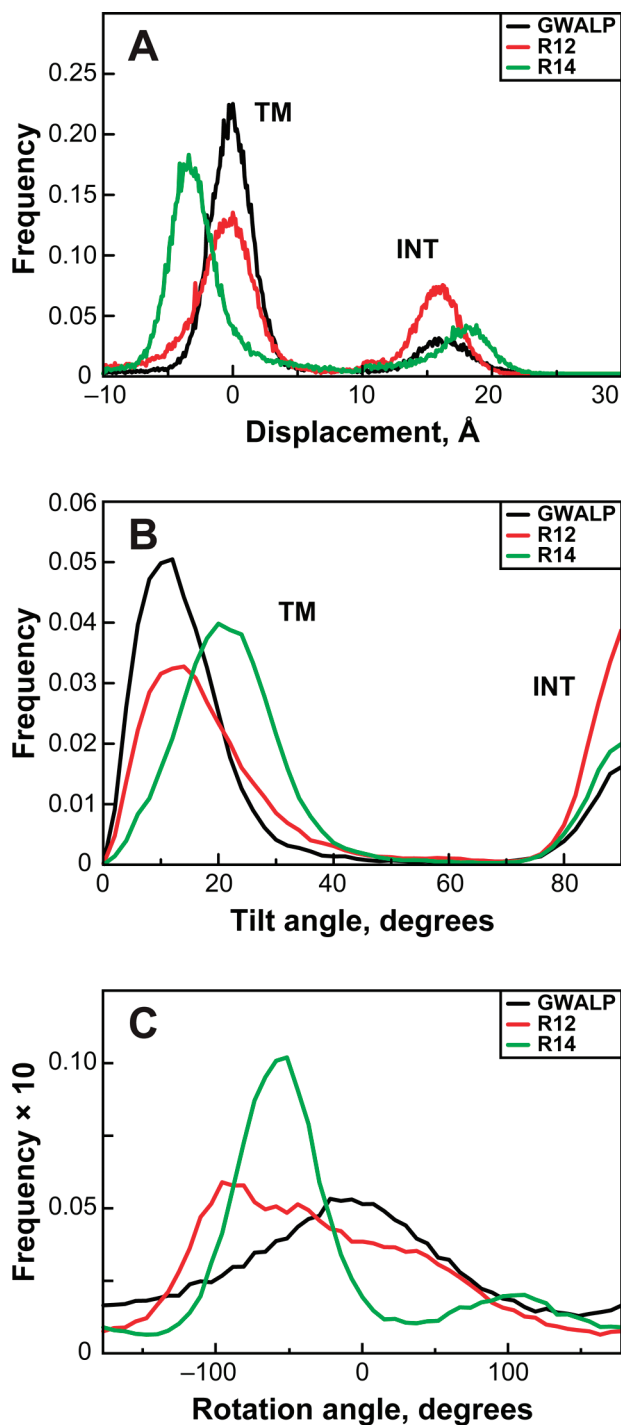 A
GWALP
R12
R14
0.25
0.20
0.15
0.10
0.05
0
TM
INT
Frequency
–10
0
10
20
30
Displacement, Å
B
GWALP
R12
R14
0.06
0.05
0.04
0.03
0.02
0.01
0
TM
INT
Frequency
0
20
40
60
80
Tilt angle, degrees
C
GWALP
R12
R14
0.10
0.05
0
Frequency × 10
–100
0
100
Rotation angle, degrees